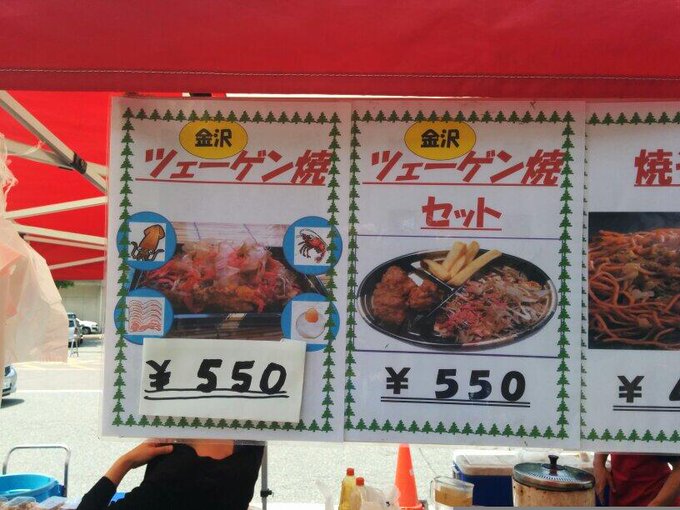 金沢
ツェーゲン焼
¥ 550
金沢
ツェーゲン焼
セット
¥ 550
焼
¥